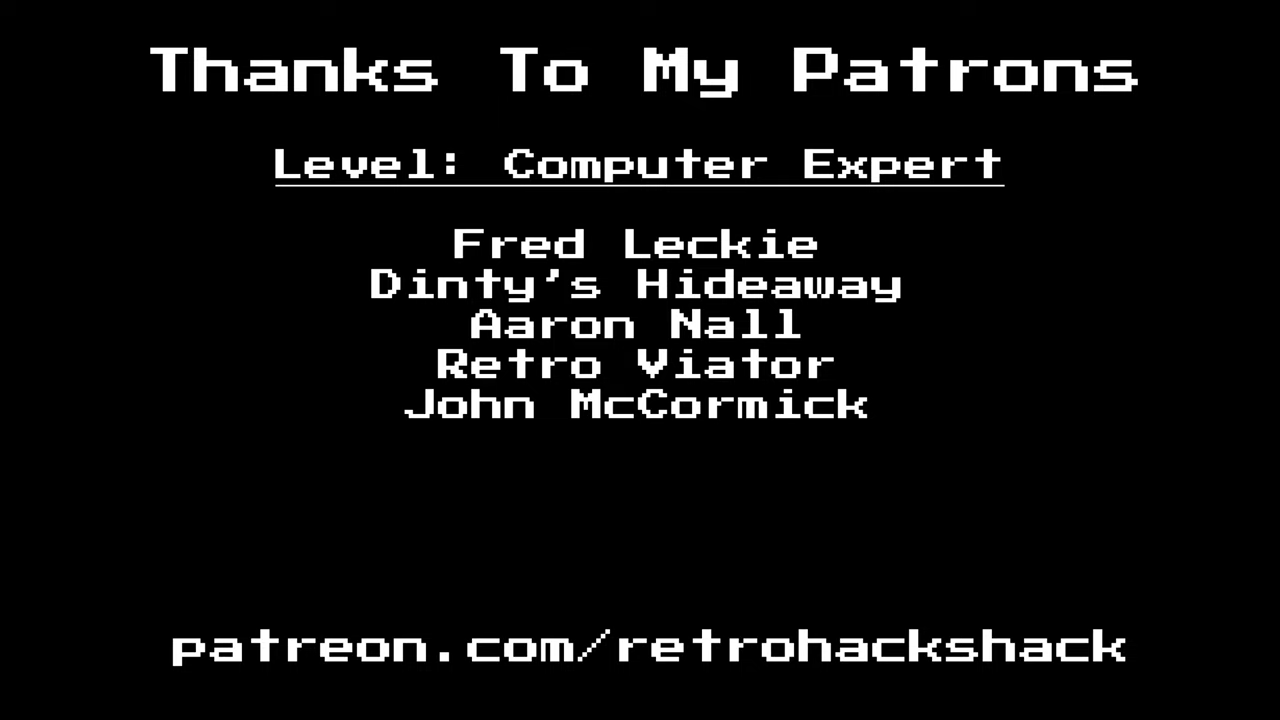 Thanks To My Patrons
Level: Computer Expert
Fred Leckie
Dinty's Hideaway
Aaron Nall
Retro Viator
John McCormick
patreon.com/retrohackshack